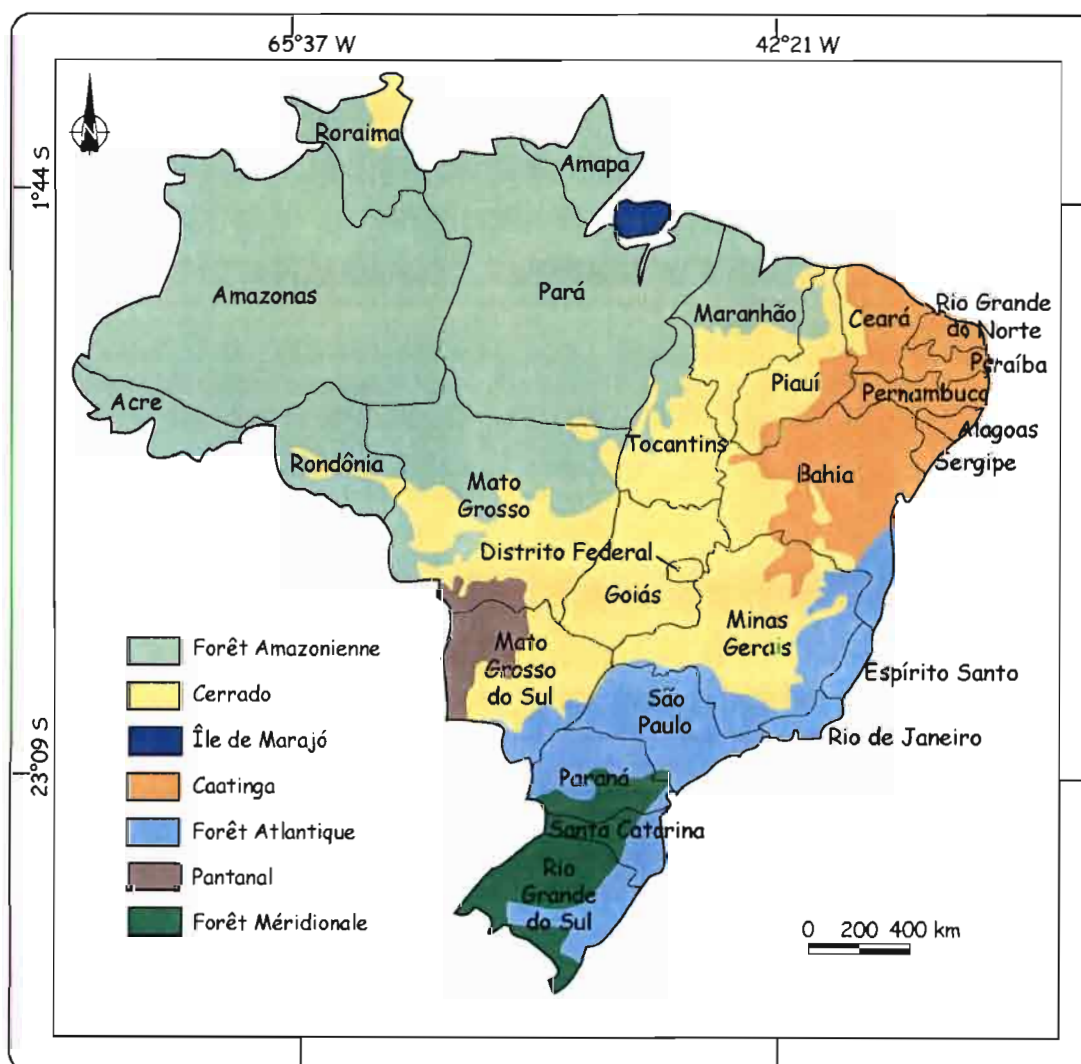 65°37 W
42°21 W
N
1°44 S
23°09 S
Roraima
Amapa
Amazonas
Pará
Maranhão
Ceará
Rio Grande
do Norte
Paraíba
Piauí
Pernambuco
Acre
Alagoas
Tocantins
Sergipe
Rondônia
Bahia
Mato
Grosso
Distrito Federal
Goiás
Minas
Gerais
Mato
Grosso
do Sul
Espírito Santo
São
Paulo
Rio de Janeiro
Paraná
Santa Catarina
Rio
Grande
do Sul
Forêt Amazonienne
Cerrado
Île de Marajó
Caatinga
Forêt Atlantique
Pantanal
Forêt Méridionale
0 200 400 km